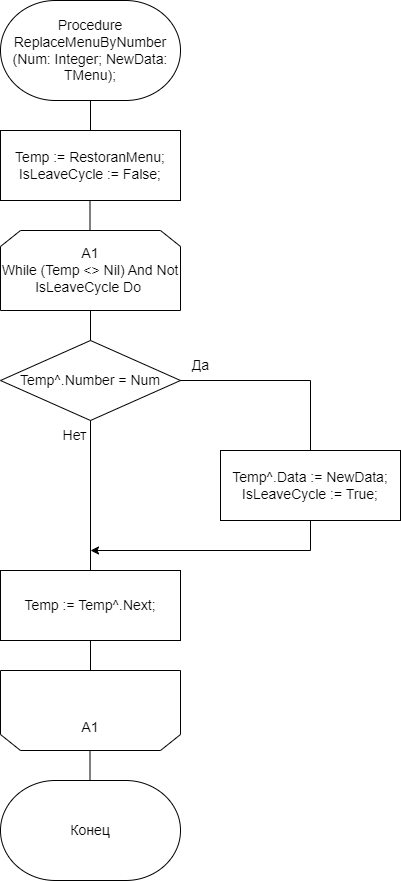 Procedure
ReplaceMenuByNumber
(Num: Integer; NewData:
TMenu);
Temp := RestoranMenu;
IsLeaveCycle := False;
A1
While (Temp <> Nil) And Not
IsLeaveCycle Do
Temp^.Number = Num
Да
Нет
Temp^.Data := NewData;
IsLeaveCycle := True;
Temp := Temp^.Next;
A1
Конец